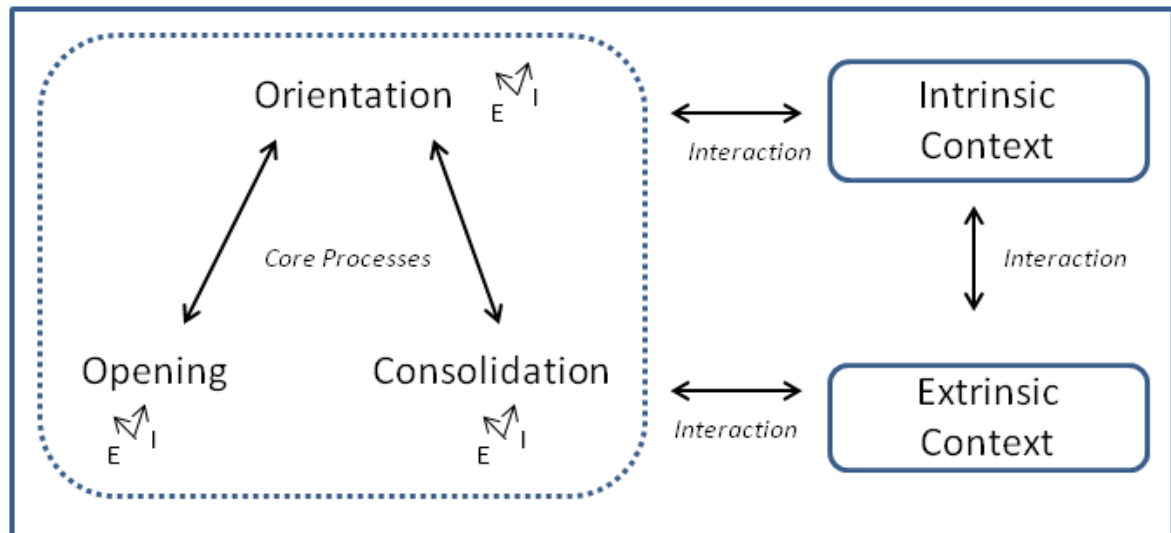 Orientation
E
I
Intrinsic
Context
Interaction
Core Processes
Interaction
Opening
E
I
Consolidation
E
I
Interaction
Extrinsic
Context